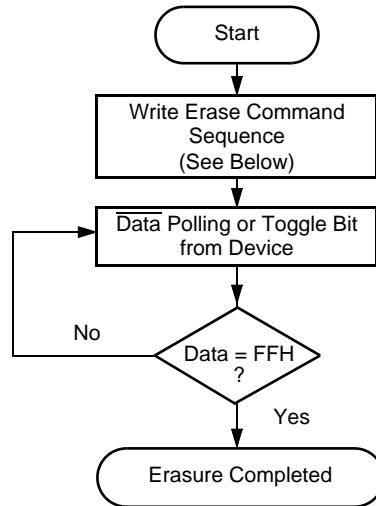 Start
Write Erase Command
Sequence
(See Below)
Data Polling or Toggle Bit
from Device
No
Data = FFH
?
Yes
Erasure Completed